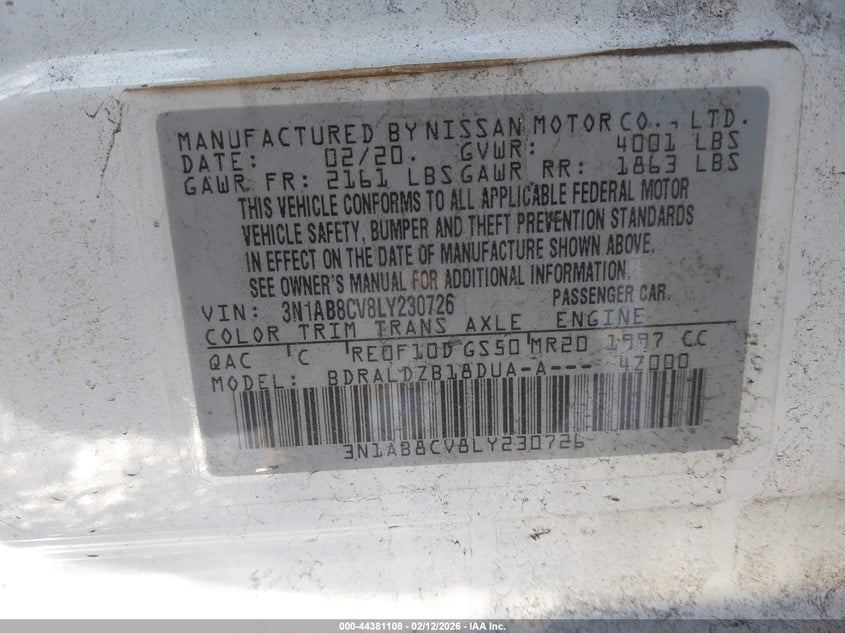 MANUFACTURED BY NISSAN MOTOR CO., LTD.
DATE: 02/20. GVWR: 4001 LBS
GAWR FR: 2161 LBS GAWR RR: 1863 LBS
THIS VEHICLE CONFORMS TO ALL APPLICABLE FEDERAL MOTOR
VEHICLE SAFETY, BUMPER AND THEFT PREVENTION STANDARDS
IN EFFECT ON THE DATE OF MANUFACTURE SHOWN ABOVE.
SEE OWNER'S MANUAL FOR ADDITIONAL INFORMATION.
VIN: 3N1AB8CV8LY230726 PASSENGER CAR.
COLOR TRIM TRANS AXLE ENGINE
QAC 'C RE0F10D GS50 MR20 1997 CC
MODEL: BDRALDZB18DUA-A--- 4Z000
3N1AB8CV8LY230726
000-44381108 - 02/12/2026 - IAA Inc.